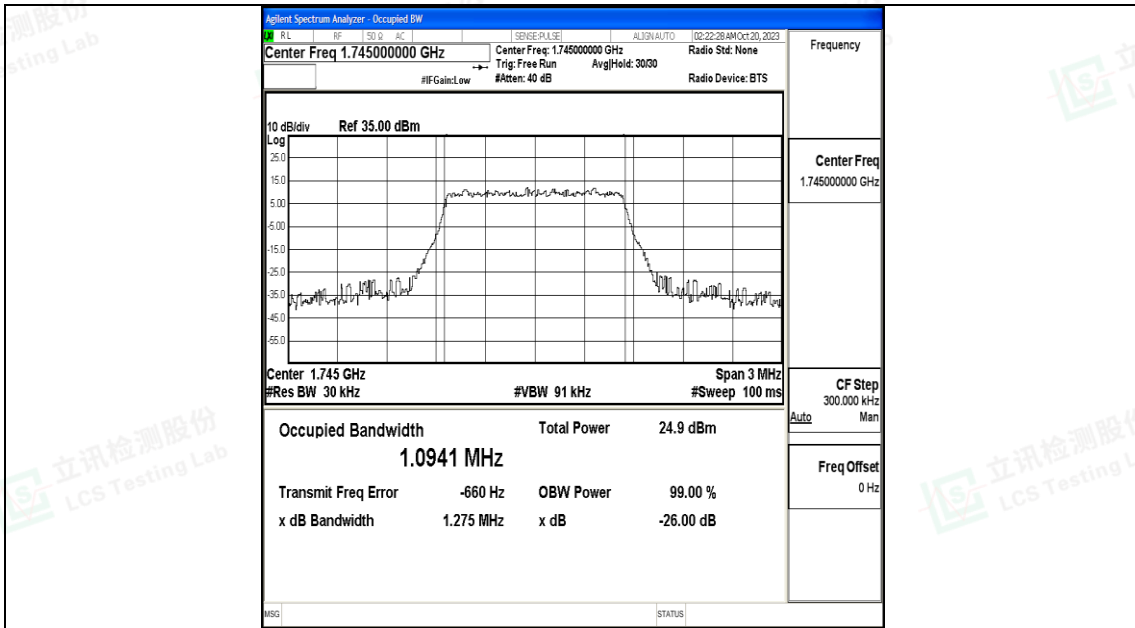 Agilent Spectrum Analyzer - Occupied BW
RL RF 50 Ω AC SENSE:PULSE ALIGN AUTO 02:22:28 AM Oct 20, 2023
Center Freq 1.745000000 GHz
Center Freq: 1.745000000 GHz Radio Std: None
Trig: Free Run Avg|Hold: 30/30
#IFGain:Low #Atten: 40 dB Radio Device: BTS
10 dB/div Ref 35.00 dBm
Log
25.0
15.0
5.00
-5.00
-15.0
-25.0
-35.0
-45.0
-55.0
Center 1.745 GHz Span 3 MHz
#Res BW 30 kHz #VBW 91 kHz #Sweep 100 ms
Occupied Bandwidth Total Power 24.9 dBm
1.0941 MHz
Transmit Freq Error -660 Hz OBW Power 99.00 %
x dB Bandwidth 1.275 MHz x dB -26.00 dB
MSG STATUS
Frequency
Center Freq
1.745000000 GHz
CF Step
300.000 kHz
Auto Man
Freq Offset
0 Hz
立讯检测股份
LCS Testing Lab
立讯检测股份
LCS Testing L
测股份
esting Lab